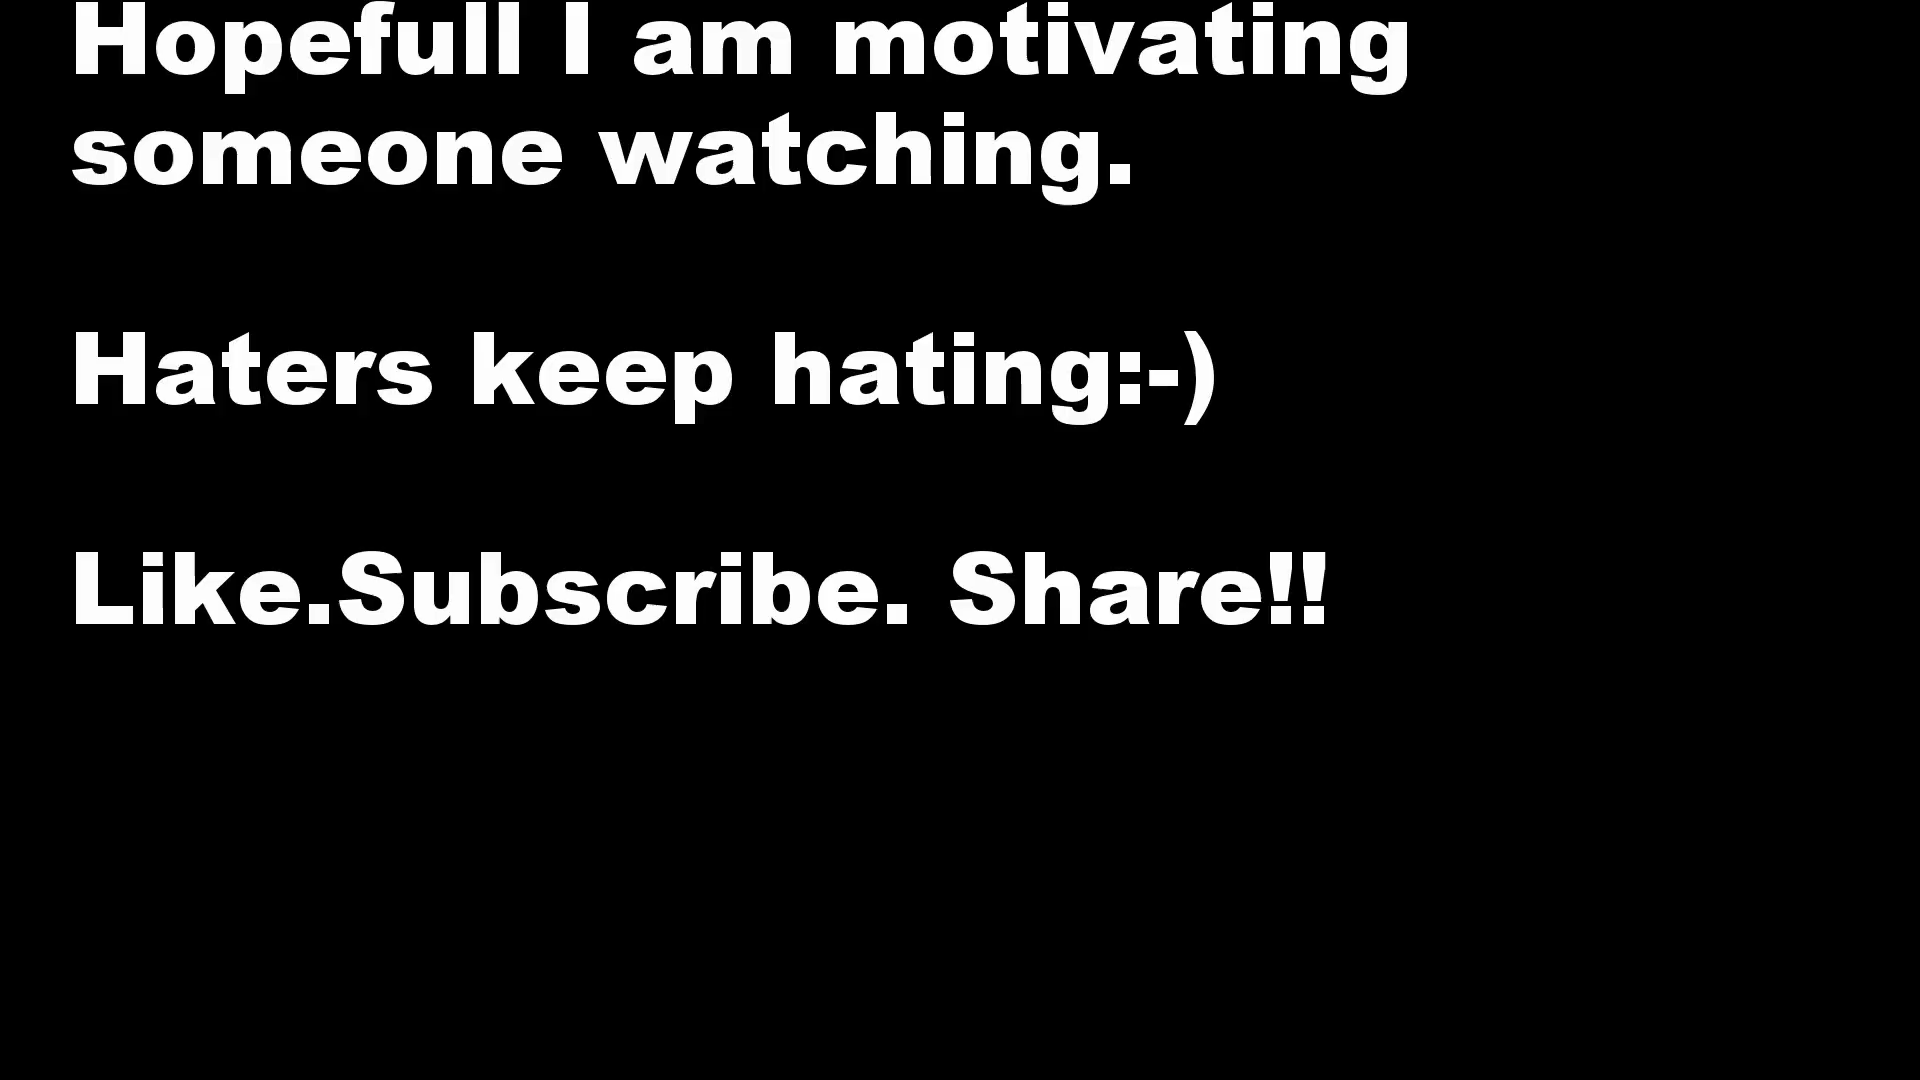 Hopefull I am motivating
someone watching.
Haters keep hating:-)
Like.Subscribe. Share!!